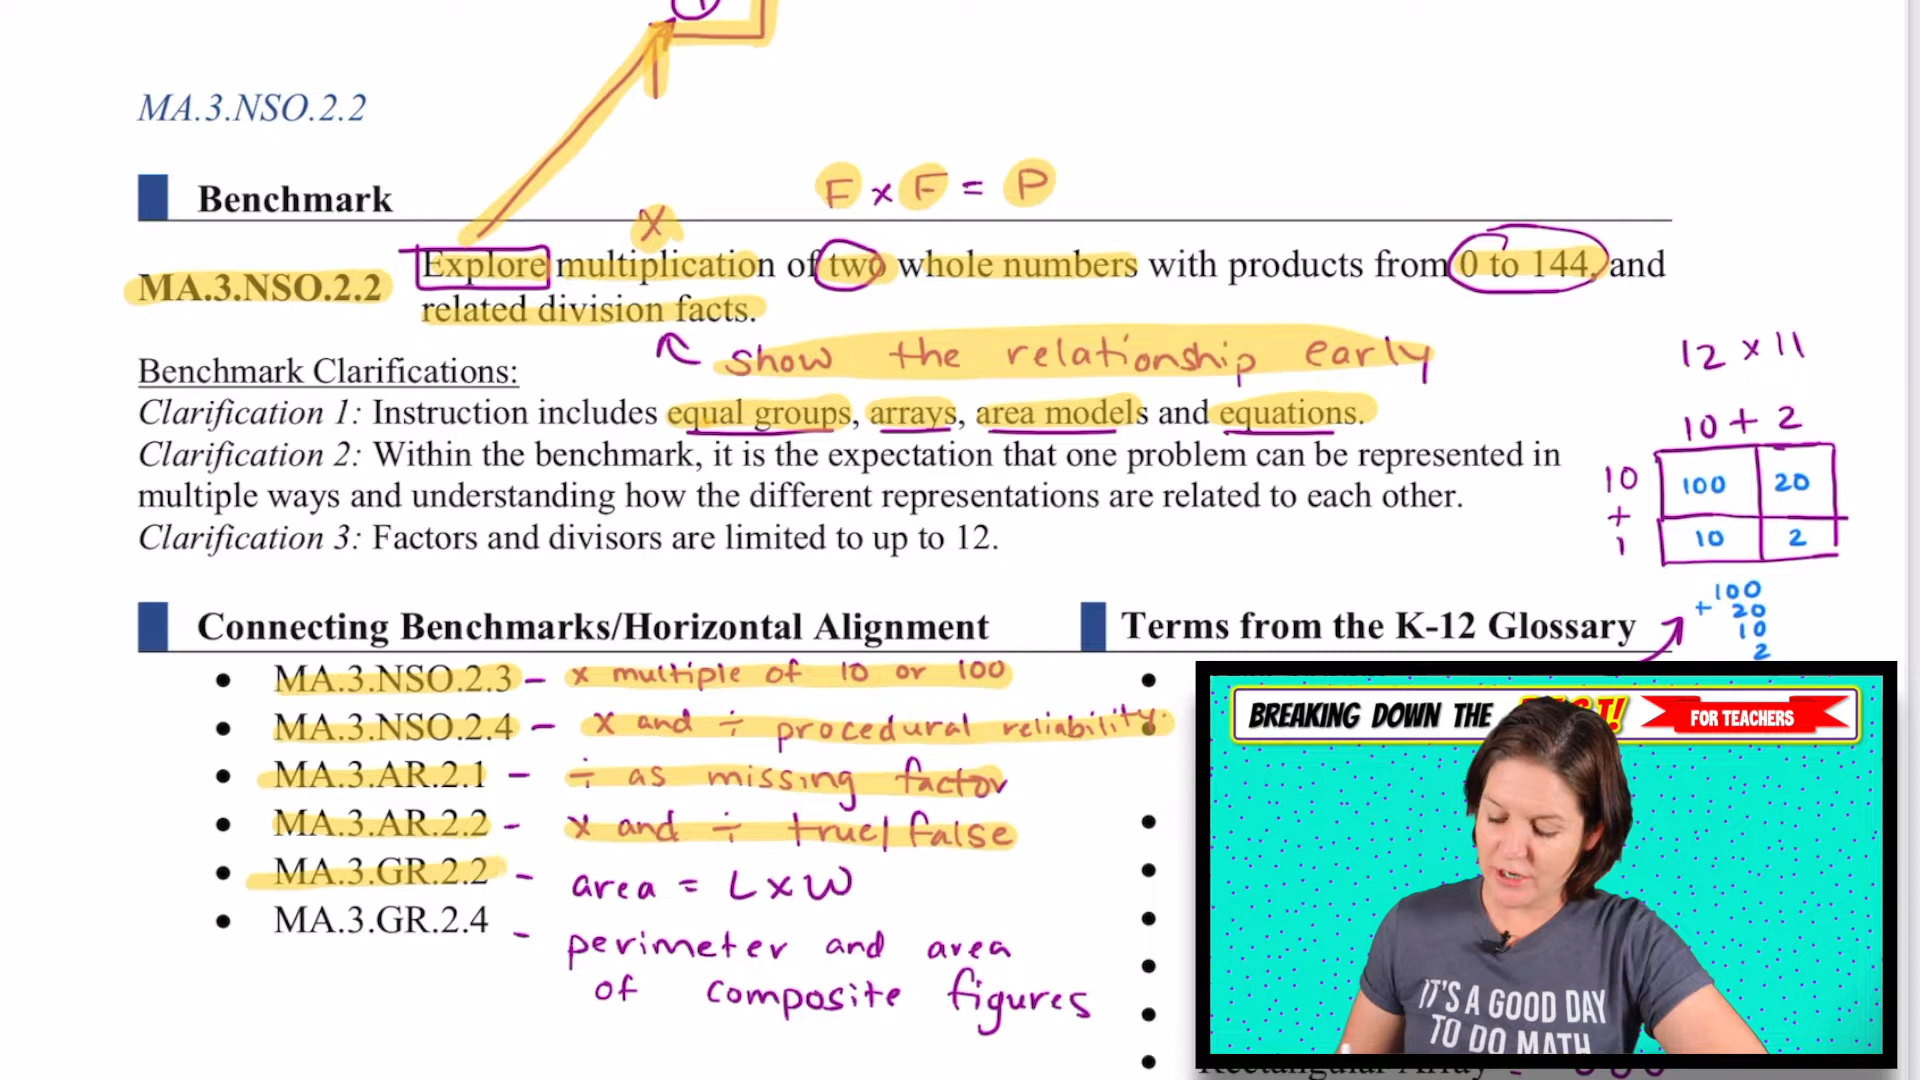 1
MA.3.NSO.2.2
F x F = P
Benchmark
x
MA.3.NSO.2.2 Explore multiplication of two whole numbers with products from 0 to 144, and
related division facts.
show the relationship early
Benchmark Clarifications:
Clarification 1: Instruction includes equal groups, arrays, area models and equations.
Clarification 2: Within the benchmark, it is the expectation that one problem can be represented in
multiple ways and understanding how the different representations are related to each other.
Clarification 3: Factors and divisors are limited to up to 12.
12 x 11
10 + 2
10 100 20
+
1 10 2
100
+ 20
10
2
Connecting Benchmarks/Horizontal Alignment
• MA.3.NSO.2.3 - x multiple of 10 or 100
• MA.3.NSO.2.4 - x and ÷ procedural reliability.
• MA.3.AR.2.1 - ÷ as missing factor
• MA.3.AR.2.2 - x and ÷ true/false
• MA.3.GR.2.2 - area = L x W
• MA.3.GR.2.4 - perimeter and area
of composite figures
Terms from the K-12 Glossary
BREAKING DOWN THE
FOR TEACHERS
IT'S A GOOD DAY
TO DO MATH
Rectangular Array =